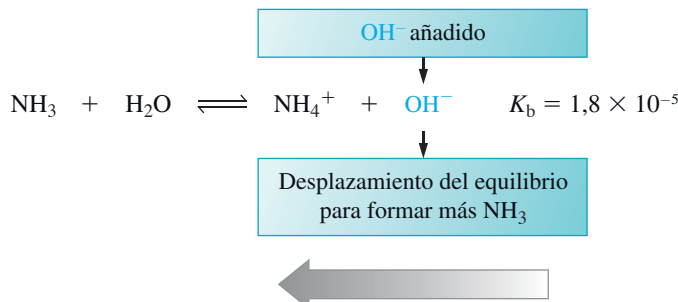 OH⁻ añadido
NH₃ + H₂O ⇌ NH₄⁺ + OH⁻ K_b = 1,8 × 10⁻⁵
Desplazamiento del equilibrio
para formar más NH₃